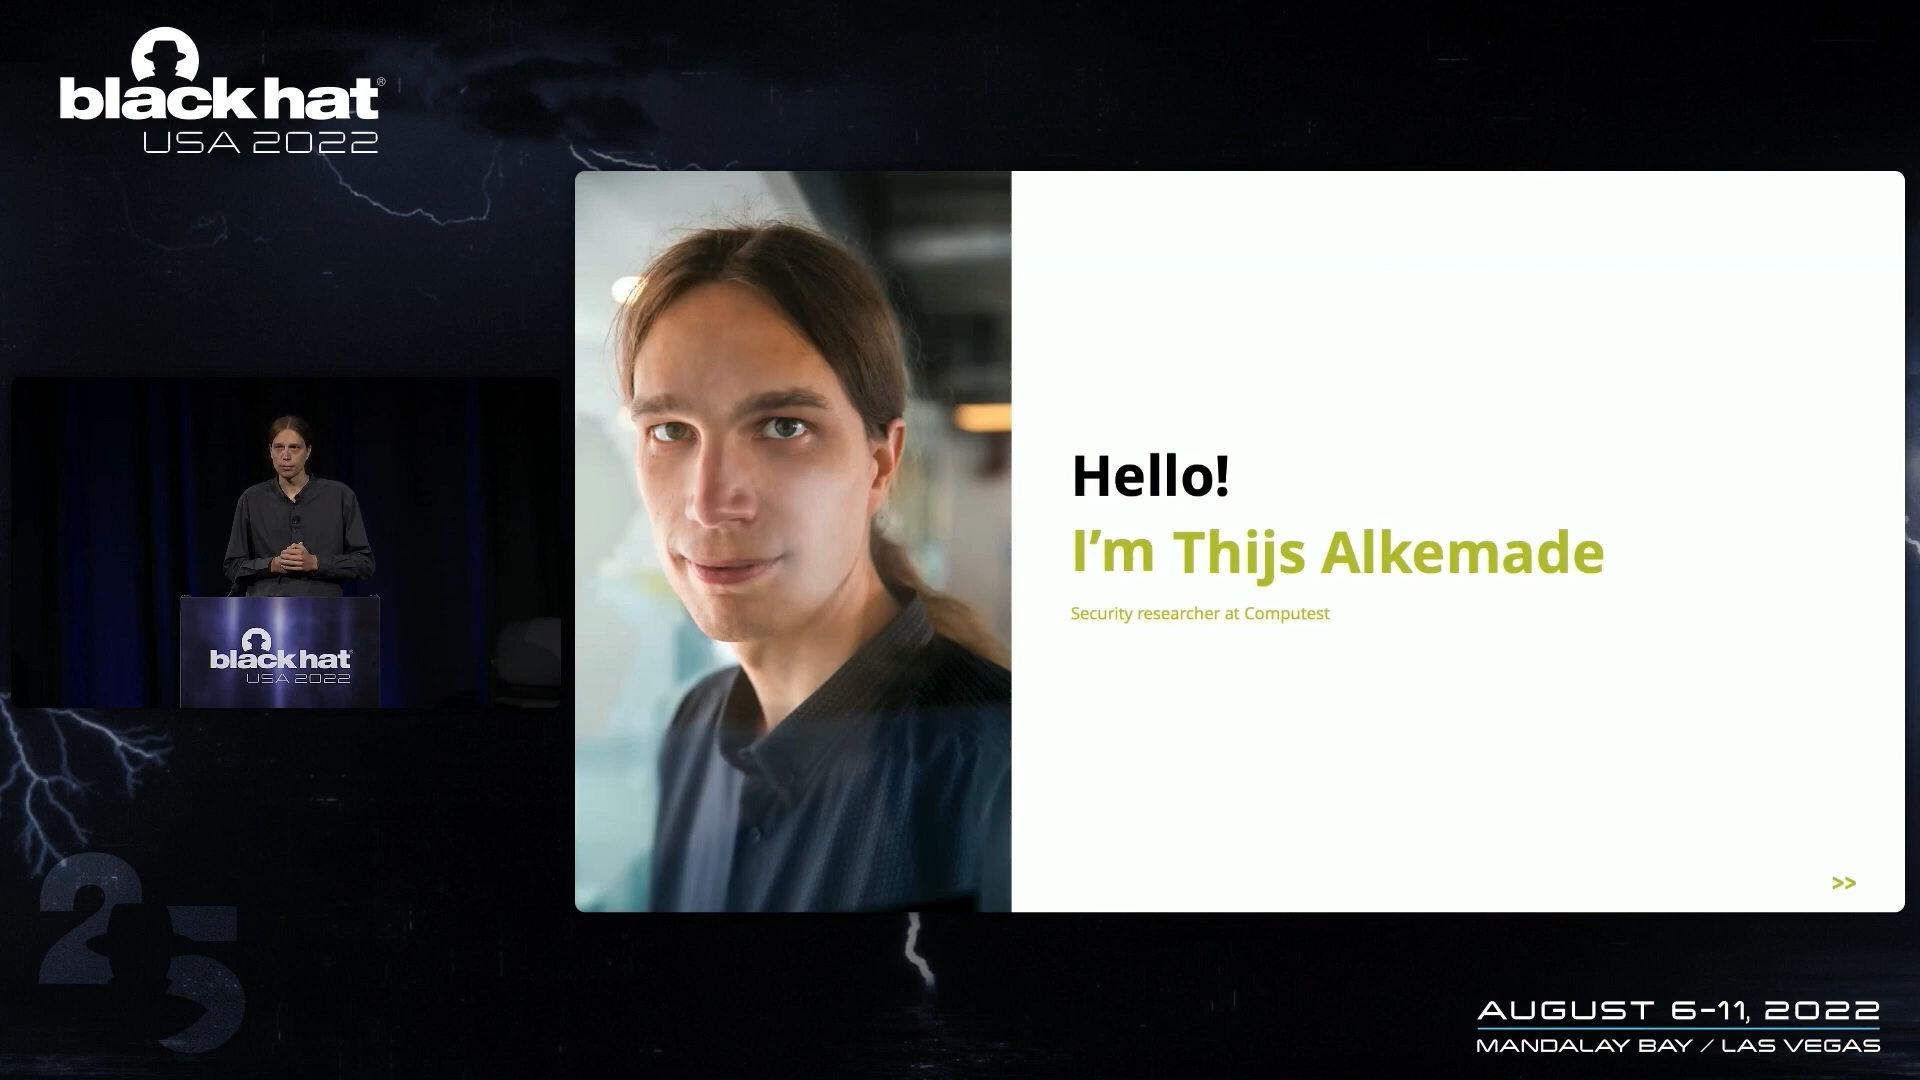 black hat®
USA 2022
Hello!
I'm Thijs Alkemade
Security researcher at Computest
black hat
USA 2022
>>
25
AUGUST 6-11, 2022
MANDALAY BAY / LAS VEGAS